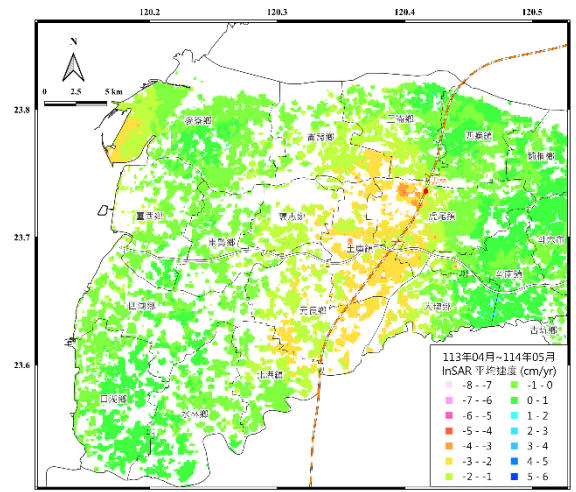 120.2 120.3 120.4 120.5
N
0 2.5 5 km
23.8
麥寮鄉
崙背鄉
二崙鄉
西螺鎮
莿桐鄉
臺西鄉
東勢鄉
褒忠鄉
虎尾鎮
土庫鎮
斗六市
23.7
斗南鎮
四湖鄉
元長鄉
大埤鄉
古坑鄉
23.6
北港鎮
口湖鄉
水林鄉
113年04月~114年05月
InSAR 平均速度 (cm/yr)
-8 - -7 -1 - 0
-7 - -6 0 - 1
-6 - -5 1 - 2
-5 - -4 2 - 3
-4 - -3 3 - 4
-3 - -2 4 - 5
-2 - -1 5 - 6